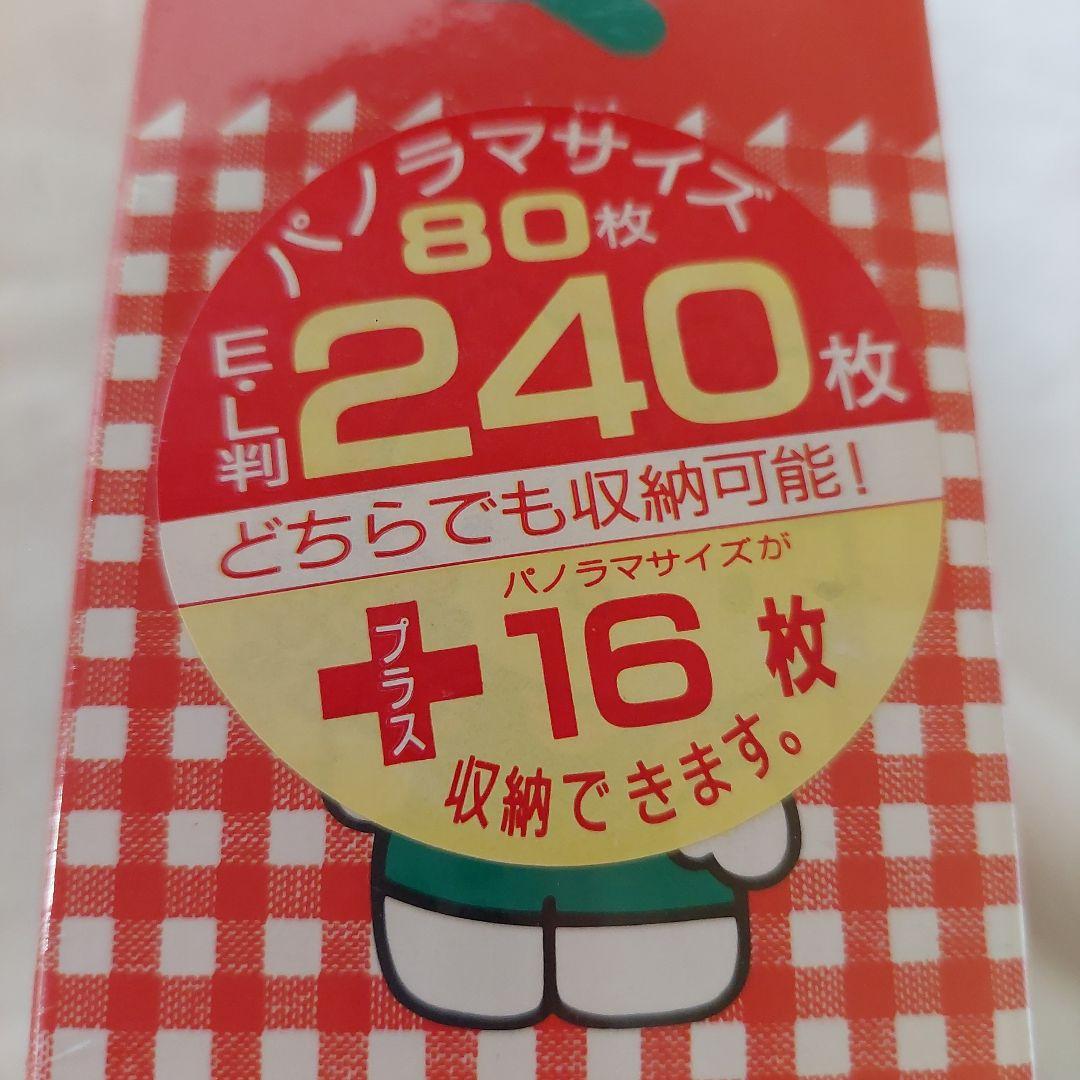 パノラマサイズ
80枚
E・L判
240枚
どちらでも収納可能!
パノラマサイズが
プラス
16枚
収納できます。